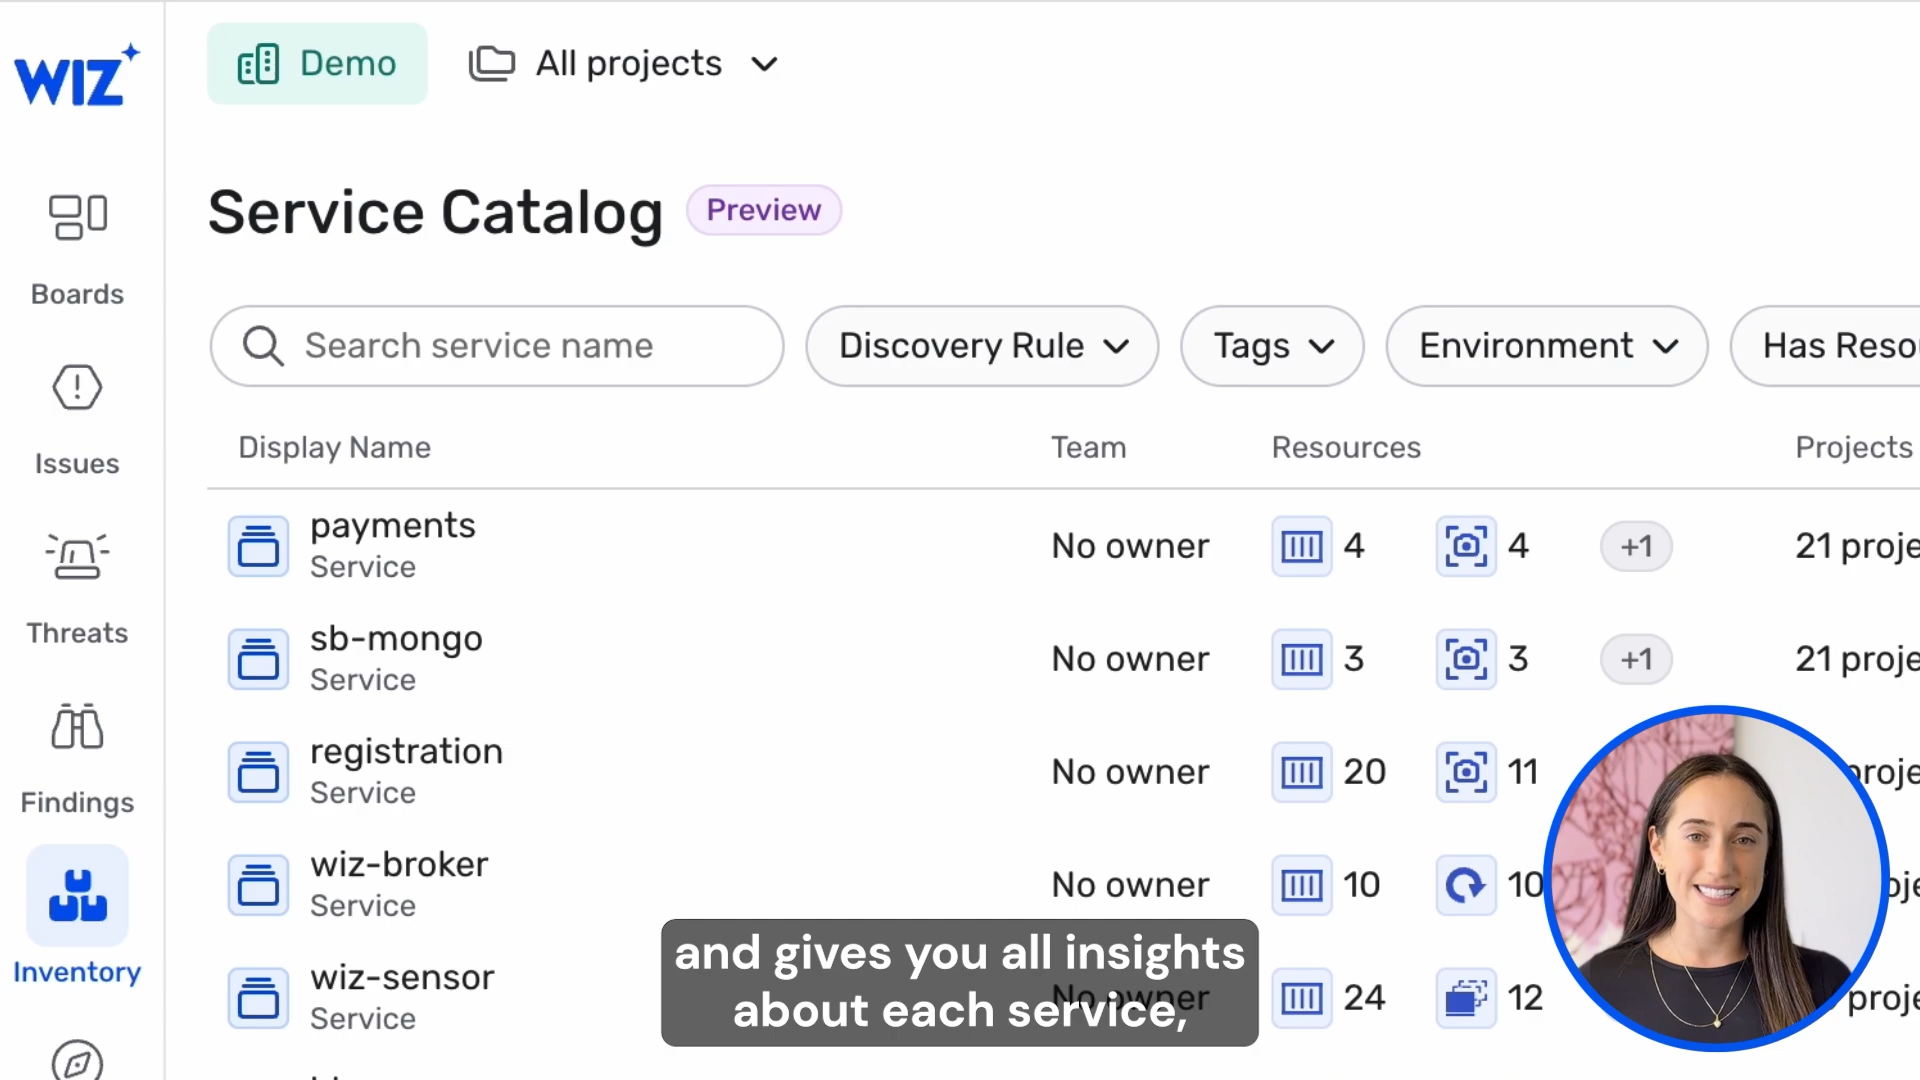 WIZ
Demo
All projects
Service Catalog
Preview
Search service name
Discovery Rule
Tags
Environment
Has Reso
Display Name
Team
Resources
Projects
payments
Service
No owner
4
4
+1
21 proje
sb-mongo
Service
No owner
3
3
+1
21 proje
registration
Service
No owner
20
11
proje
wiz-broker
Service
No owner
10
10
wiz-sensor
Service
No owner
24
12
proje
Boards
Issues
Threats
Findings
Inventory
and gives you all insights
about each service,